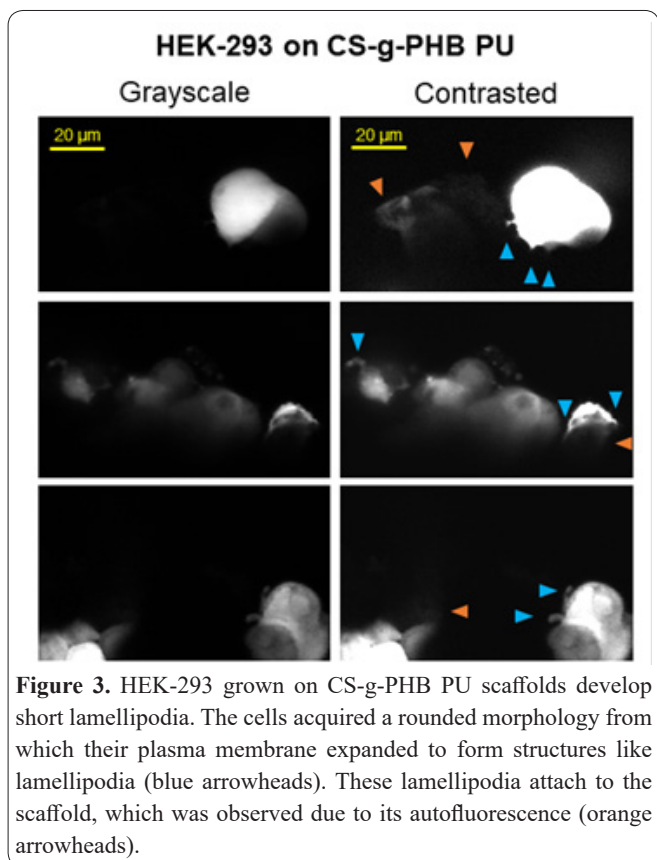 HEK-293 on CS-g-PHB PU
Grayscale
Contrasted
20 µm
20 µm
Figure 3. HEK-293 grown on CS-g-PHB PU scaffolds develop
short lamellipodia. The cells acquired a rounded morphology from
which their plasma membrane expanded to form structures like
lamellipodia (blue arrowheads). These lamellipodia attach to the
scaffold, which was observed due to its autofluorescence (orange
arrowheads).